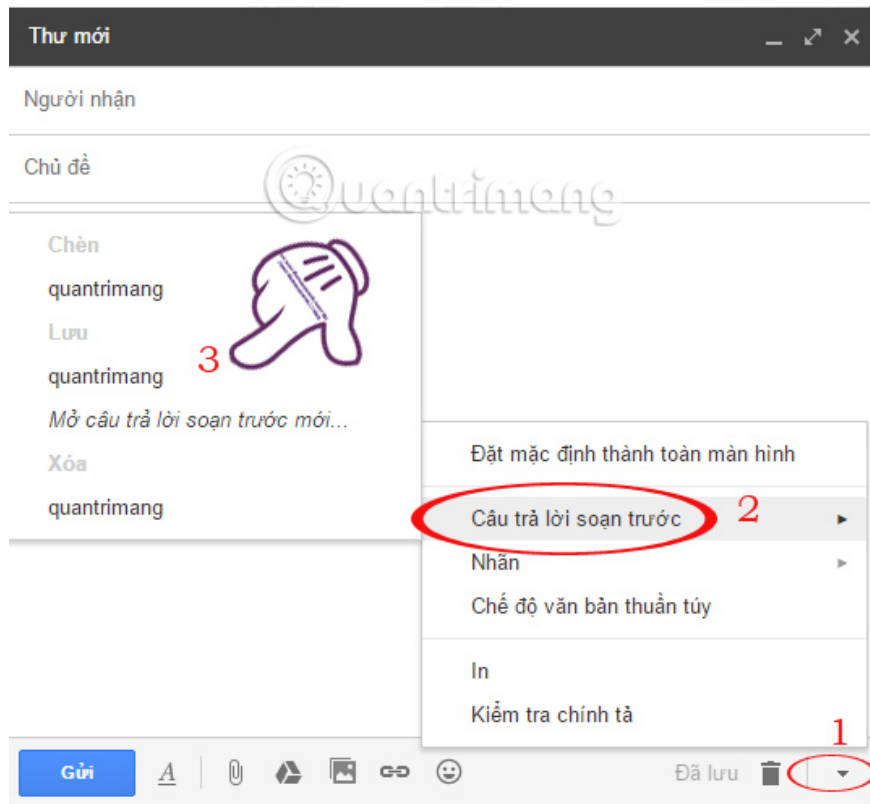 Thư mới
Người nhận
Chủ đề
Quantrimang
Chèn
quantrimang
Lưu
quantrimang
3
Mở câu trả lời soạn trước mới...
Xóa
quantrimang
Đặt mặc định thành toàn màn hình
Câu trả lời soạn trước
2
Nhãn
Chế độ văn bản thuần túy
In
Kiểm tra chính tả
1
Gửi
A
Đã lưu